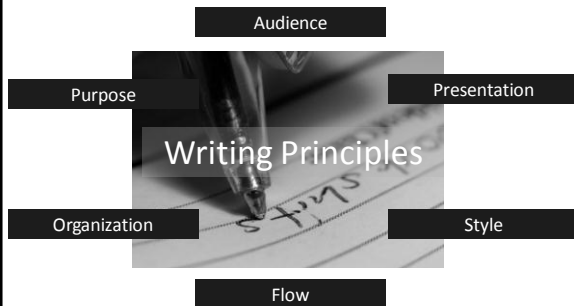 Audience
Purpose
Presentation
Writing Principles
Organization
Style
Flow